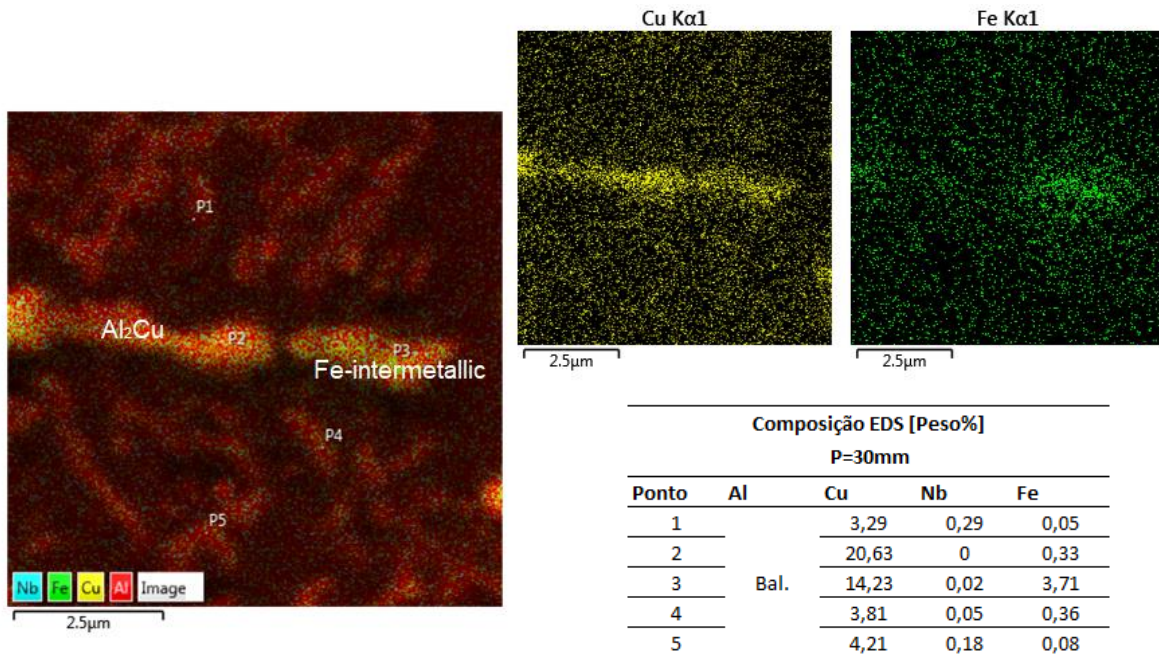 Cu Kα1
Fe Kα1
2.5μm
2.5μm
P1
Al₂Cu
P2
P3
Fe-intermetallic
P4
P5
Nb Fe Cu Al Image
2.5μm
Composição EDS [Peso%]
P=30mm
Ponto Al Cu Nb Fe
1 3,29 0,29 0,05
2 20,63 0 0,33
3 Bal. 14,23 0,02 3,71
4 3,81 0,05 0,36
5 4,21 0,18 0,08